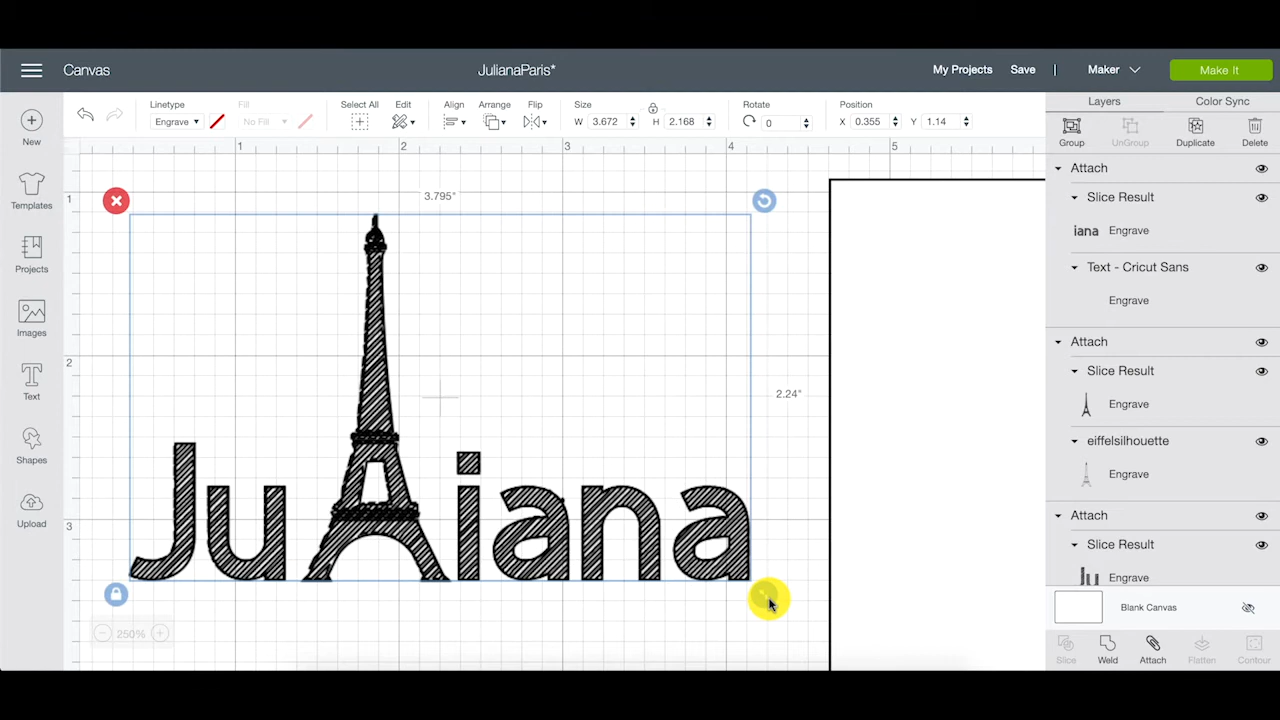 Canvas
JulianaParis*
My Projects
Save
|
Maker
Make It
Linetype
Fill
Select All
Edit
Align
Arrange
Flip
Size
Rotate
Position
Engrave
No Fill
W 3.672
H 2.168
0
X 0.355
Y 1.14
Layers
Color Sync
Group
UnGroup
Duplicate
Delete
New
Templates
Projects
Images
Text
Shapes
Upload
1
2
3
4
5
1
2
3
3.795"
2.24"
Ju iana
250%
Attach
Slice Result
iana Engrave
Text - Cricut Sans
Engrave
Attach
Slice Result
Engrave
eiffelsilhouette
Engrave
Attach
Slice Result
Ju Engrave
Blank Canvas
Slice
Weld
Attach
Flatten
Contour